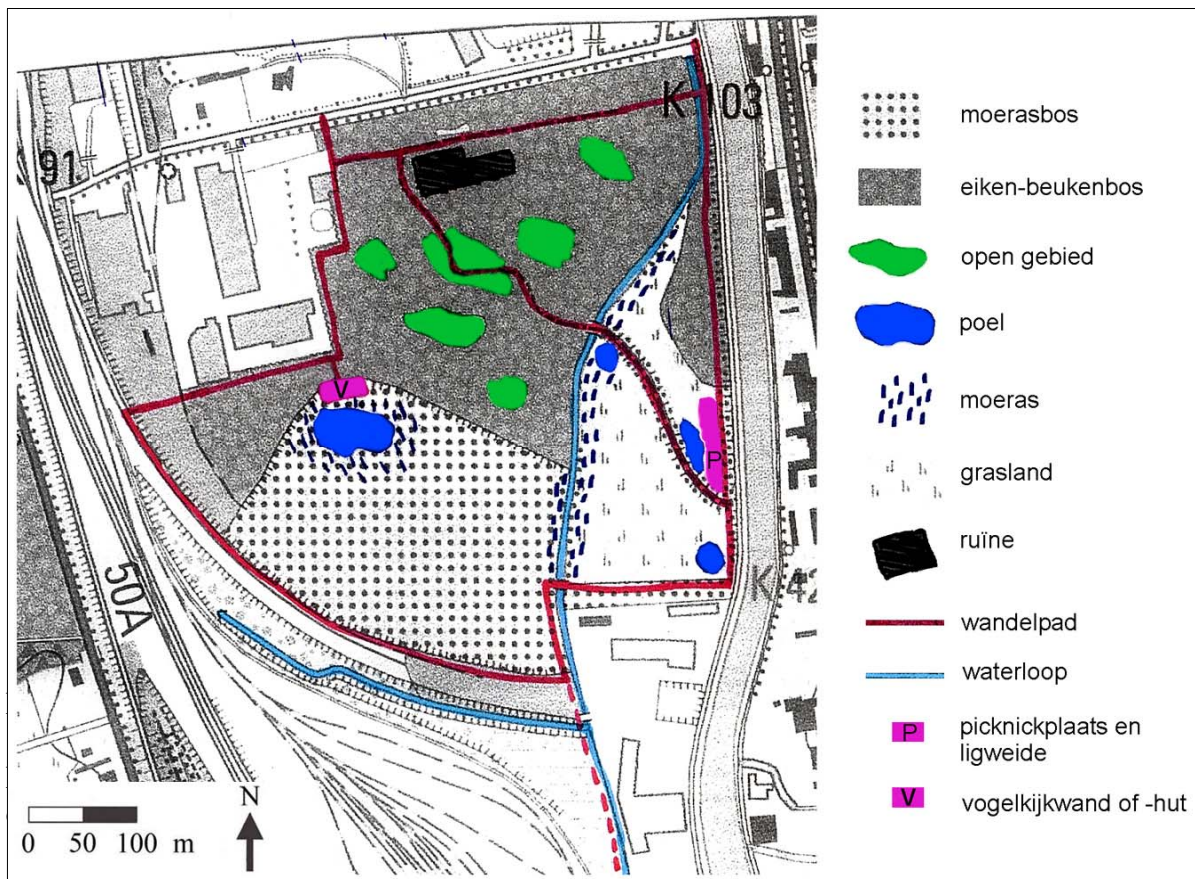 91
K 103
V
P
50A
K 42
N
0 50 100 m
moerasbos
eiken-beukenbos
open gebied
poel
moeras
grasland
ruïne
wandelpad
waterloop
P
picknickplaats en
ligweide
V
vogelkijkwand of -hut